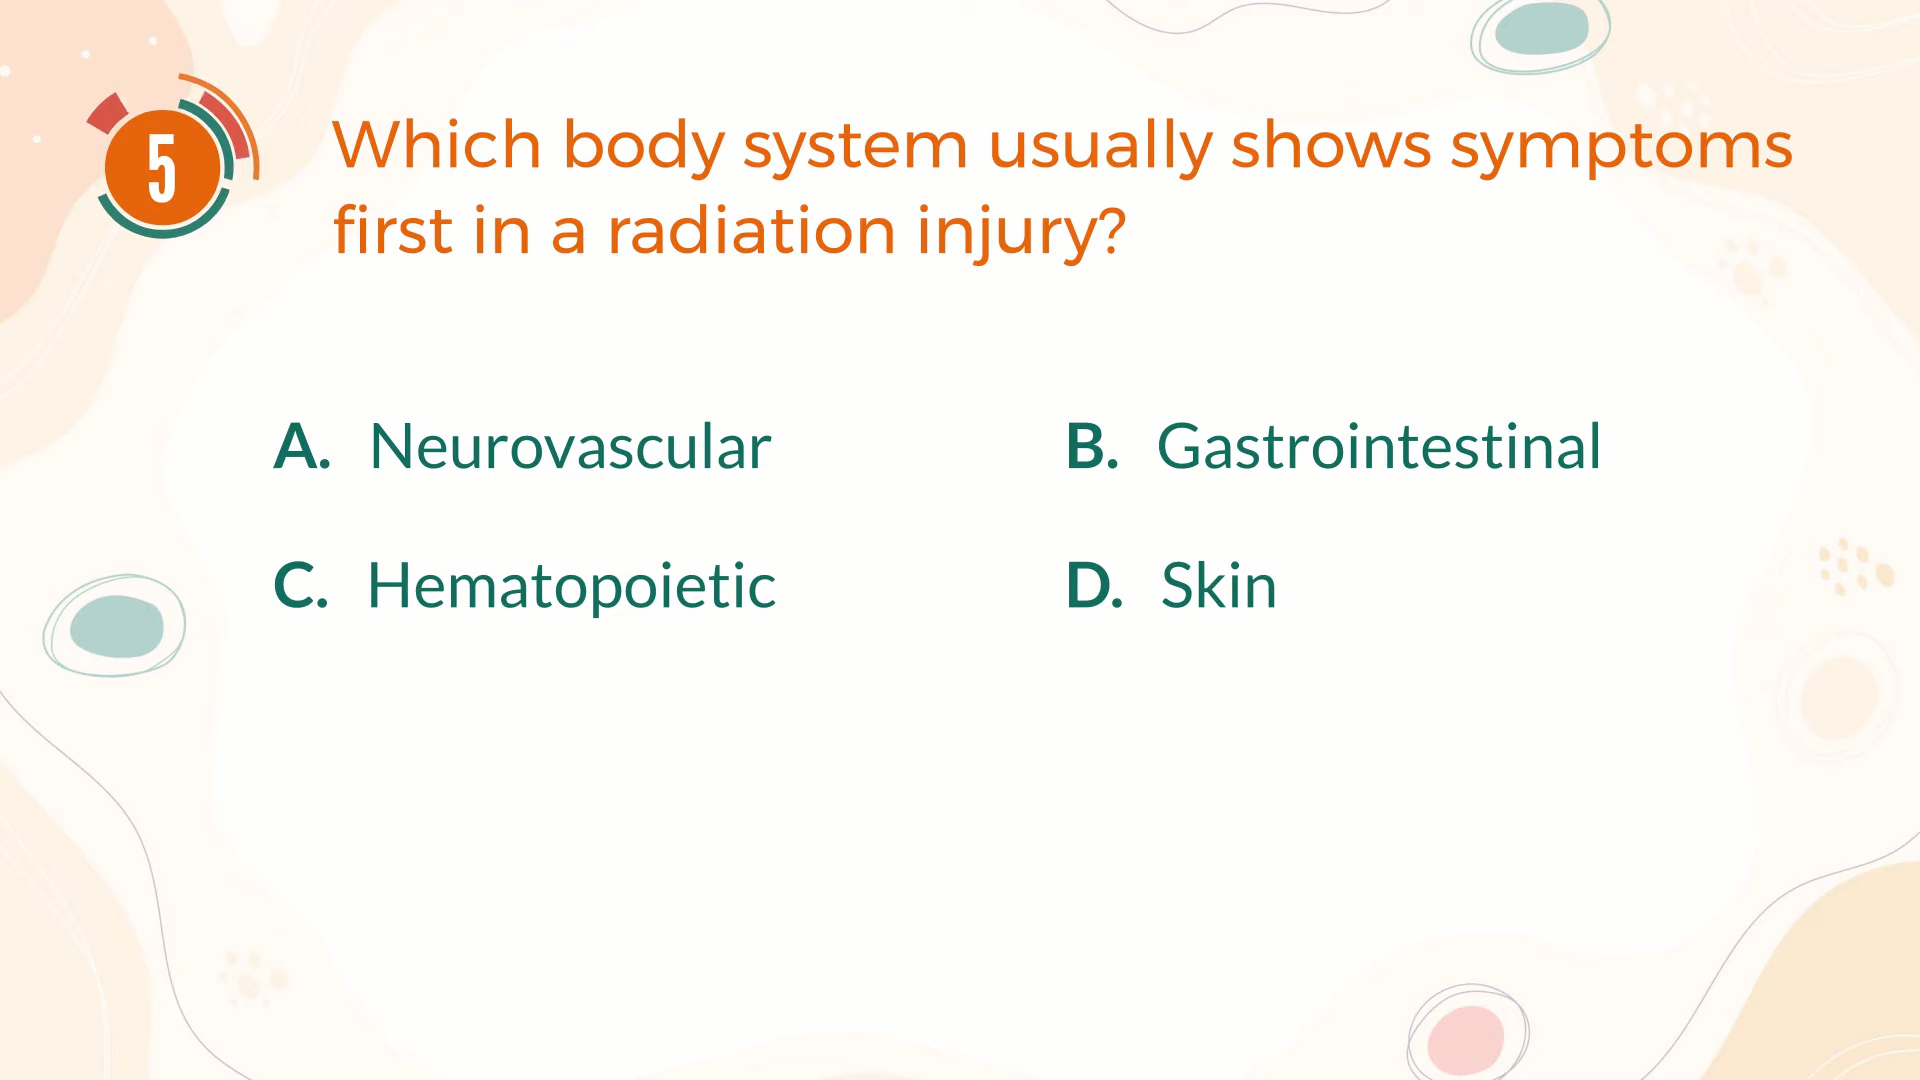 5
Which body system usually shows symptoms
first in a radiation injury?
A. Neurovascular
B. Gastrointestinal
C. Hematopoietic
D. Skin